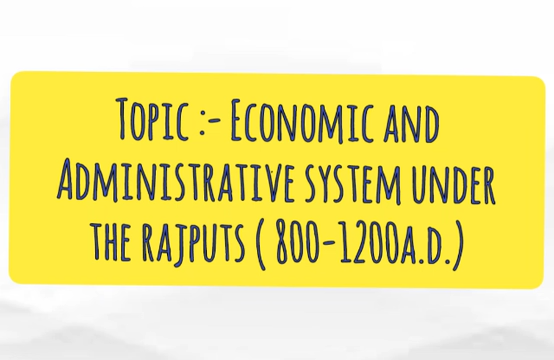 Topic :- Economic and
Administrative system under
the Rajputs ( 800-1200A.D.)